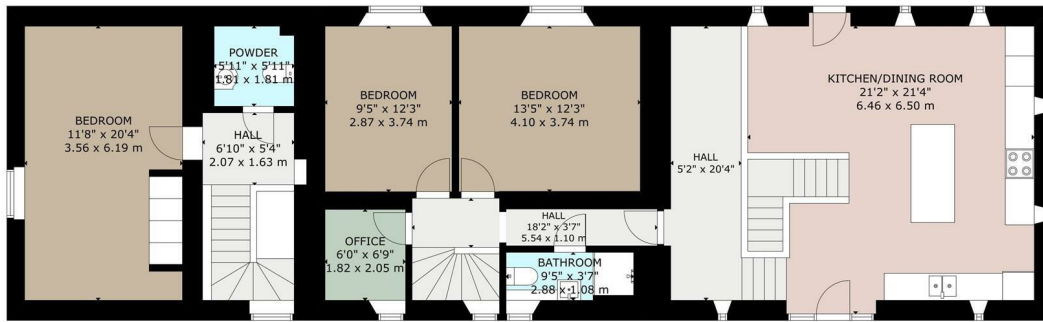 BEDROOM
11'8" x 20'4"
3.56 x 6.19 m
POWDER
5'11" x 5'11"
1.81 x 1.81 m
HALL
6'10" x 5'4"
2.07 x 1.63 m
BEDROOM
9'5" x 12'3"
2.87 x 3.74 m
BEDROOM
13'5" x 12'3"
4.10 x 3.74 m
OFFICE
6'0" x 6'9"
1.82 x 2.05 m
HALL
18'2" x 3'7"
5.54 x 1.10 m
BATHROOM
9'5" x 3'7"
2.88 x 1.08 m
HALL
5'2" x 20'4"
KITCHEN/DINING ROOM
21'2" x 21'4"
6.46 x 6.50 m